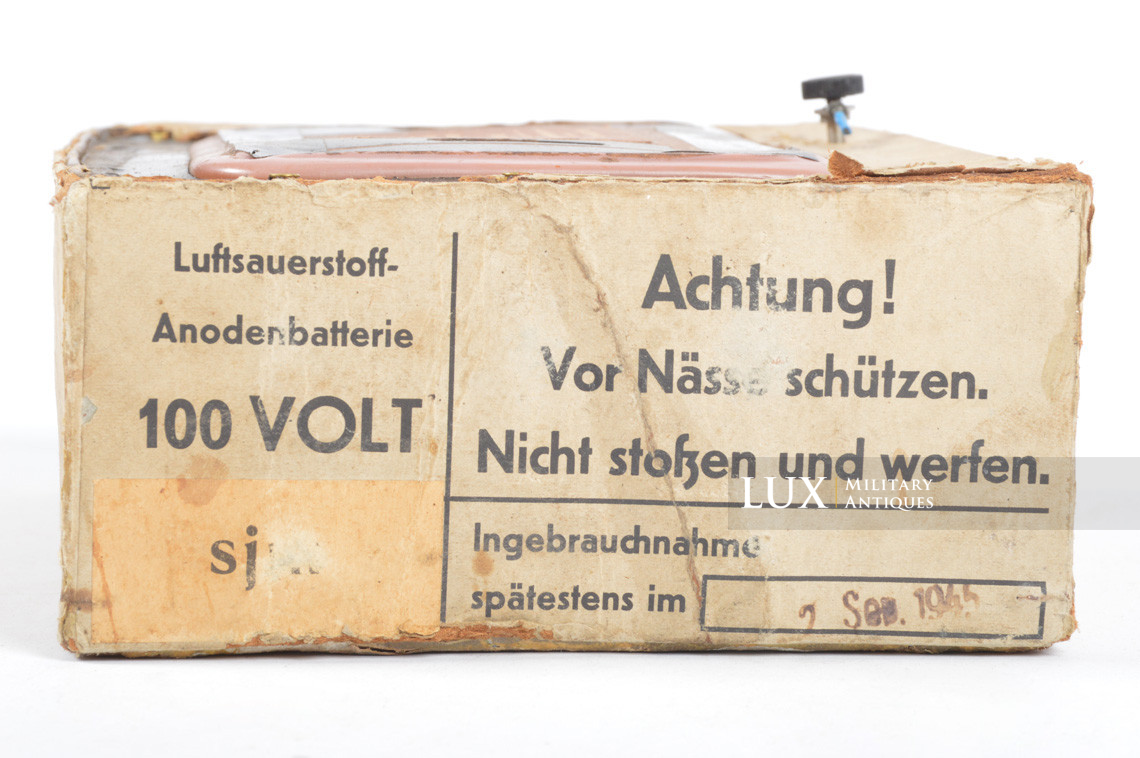 Luftsauerstoff-
Anodenbatterie
100 VOLT
Achtung!
Vor Nässe schützen.
Nicht stoßen und werfen.
Ingebrauchnahme
spätestens im
Sep. 1944
LUX MILITARY ANTIQUES